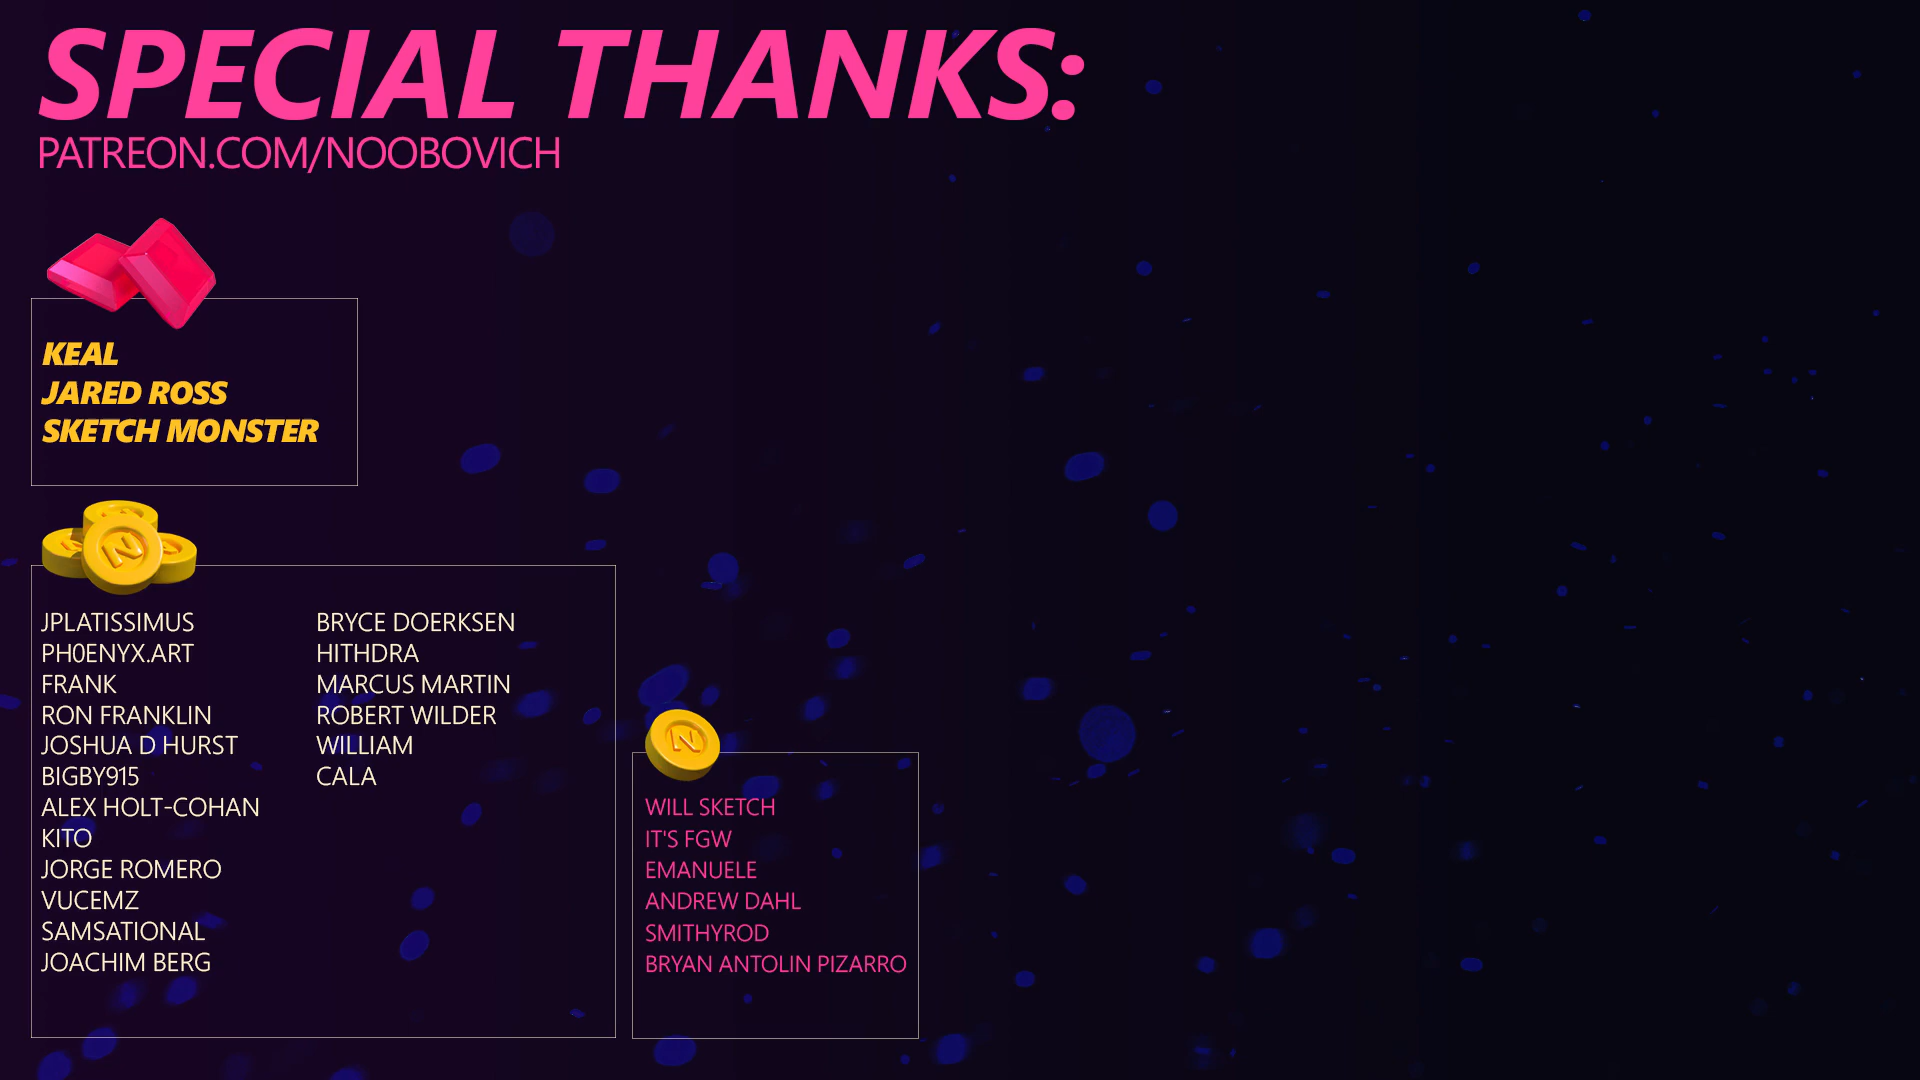 SPECIAL THANKS:
PATREON.COM/NOOBOVICH
KEAL
JARED ROSS
SKETCH MONSTER
N
JPLATISSIMUS
PH0ENYX.ART
FRANK
RON FRANKLIN
JOSHUA D HURST
BIGBY915
ALEX HOLT-COHAN
KITO
JORGE ROMERO
VUCEMZ
SAMSATIONAL
JOACHIM BERG
BRYCE DOERKSEN
HITHDRA
MARCUS MARTIN
ROBERT WILDER
WILLIAM
CALA
N
WILL SKETCH
IT'S FGW
EMANUELE
ANDREW DAHL
SMITHYROD
BRYAN ANTOLIN PIZARRO